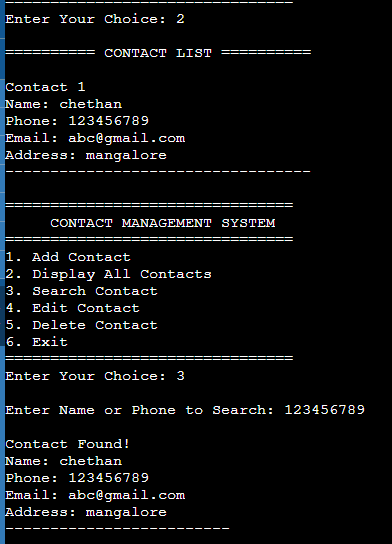 ================================
Enter Your Choice: 2
========== CONTACT LIST ==========
Contact 1
Name: chethan
Phone: 123456789
Email: abc@gmail.com
Address: mangalore
----------------------------------
================================
CONTACT MANAGEMENT SYSTEM
================================
1. Add Contact
2. Display All Contacts
3. Search Contact
4. Edit Contact
5. Delete Contact
6. Exit
================================
Enter Your Choice: 3
Enter Name or Phone to Search: 123456789
Contact Found!
Name: chethan
Phone: 123456789
Email: abc@gmail.com
Address: mangalore
-------------------------